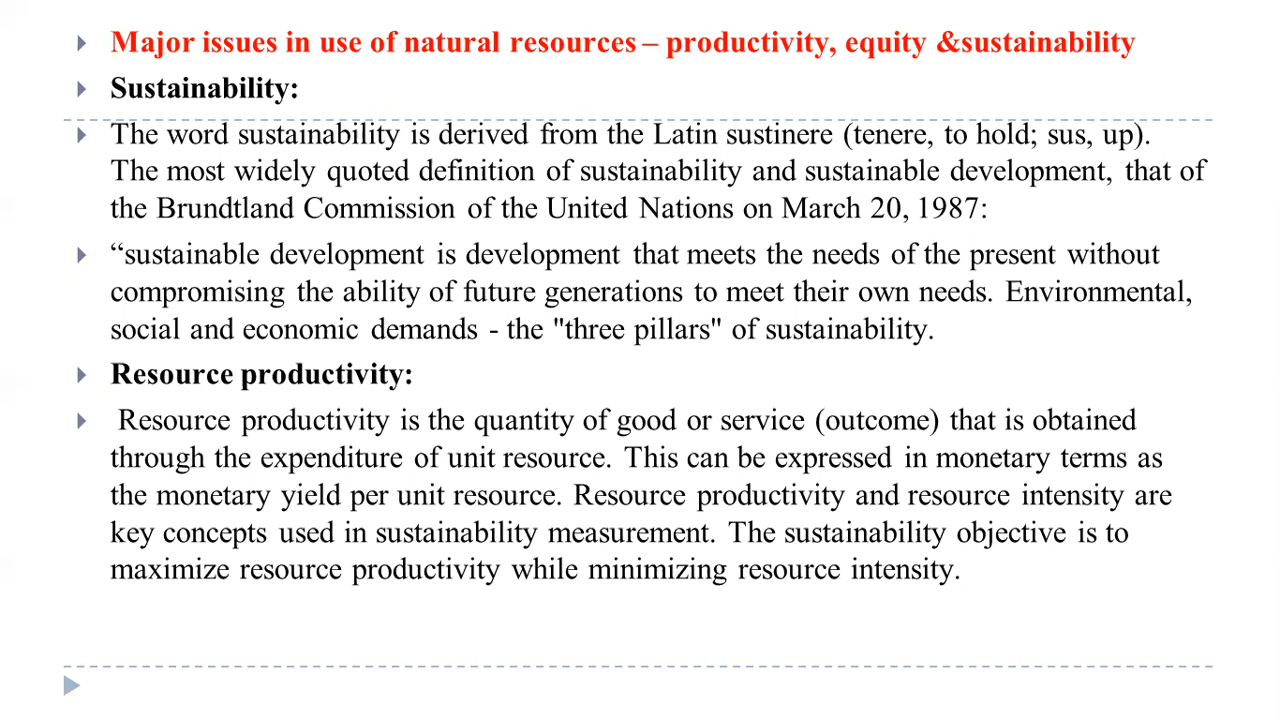 Major issues in use of natural resources – productivity, equity &sustainability
Sustainability:
The word sustainability is derived from the Latin sustinere (tenere, to hold; sus, up).
The most widely quoted definition of sustainability and sustainable development, that of
the Brundtland Commission of the United Nations on March 20, 1987:
“sustainable development is development that meets the needs of the present without
compromising the ability of future generations to meet their own needs. Environmental,
social and economic demands - the "three pillars" of sustainability.
Resource productivity:
Resource productivity is the quantity of good or service (outcome) that is obtained
through the expenditure of unit resource. This can be expressed in monetary terms as
the monetary yield per unit resource. Resource productivity and resource intensity are
key concepts used in sustainability measurement. The sustainability objective is to
maximize resource productivity while minimizing resource intensity.